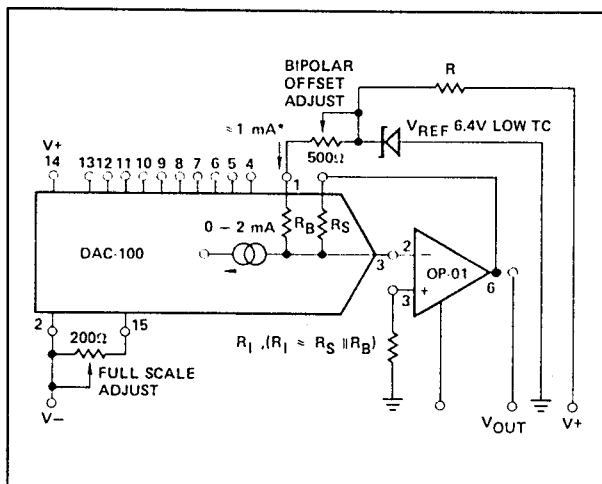 BIPOLAR
OFFSET
ADJUST
R
≈1 mA*
500Ω
VREF 6.4V LOW TC
V+
14 13 12 11 10 9 8 7 6 5 4
1
0 – 2 mA
RB
RS
DAC-100
3
2
−
OP-01
6
3
+
2
200Ω
15
RI ,(RI ≈ RS ∥RB)
FULL SCALE
ADJUST
V−
VOUT
V+